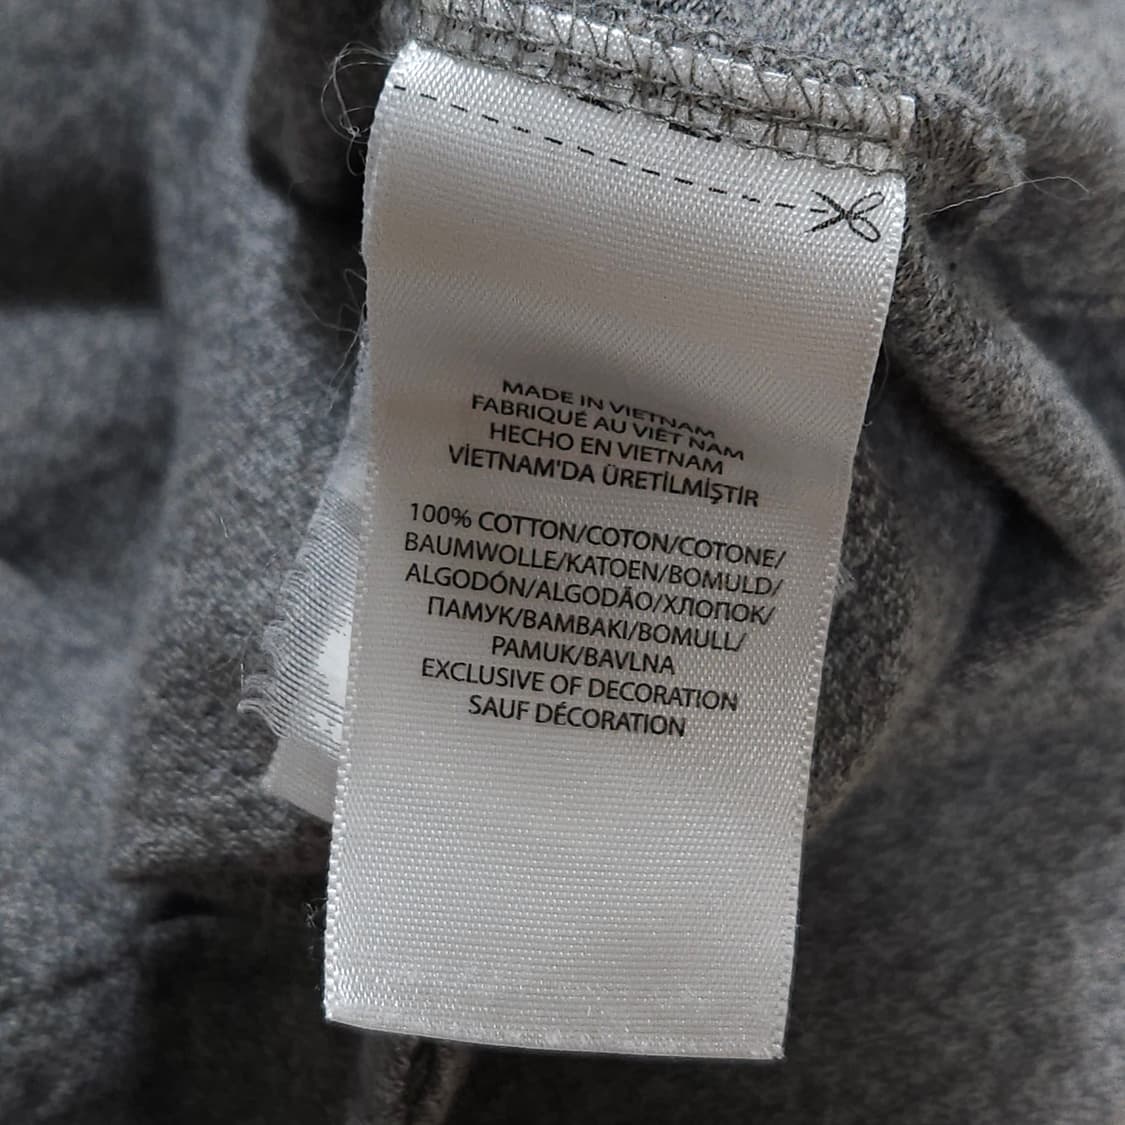 MADE IN VIETNAM
FABRIQUÉ AU VIÊT NAM
HECHO EN VIETNAM
VİETNAM'DA ÜRETİLMİŞTİR
100% COTTON/COTON/COTONE/
BAUMWOLLE/KATOEN/BOMULD/
ALGODÓN/ALGODÃO/ХЛОПОК/
ПАМУК/BAMBAKI/BOMULL/
PAMUK/BAVLNA
EXCLUSIVE OF DECORATION
SAUF DÉCORATION